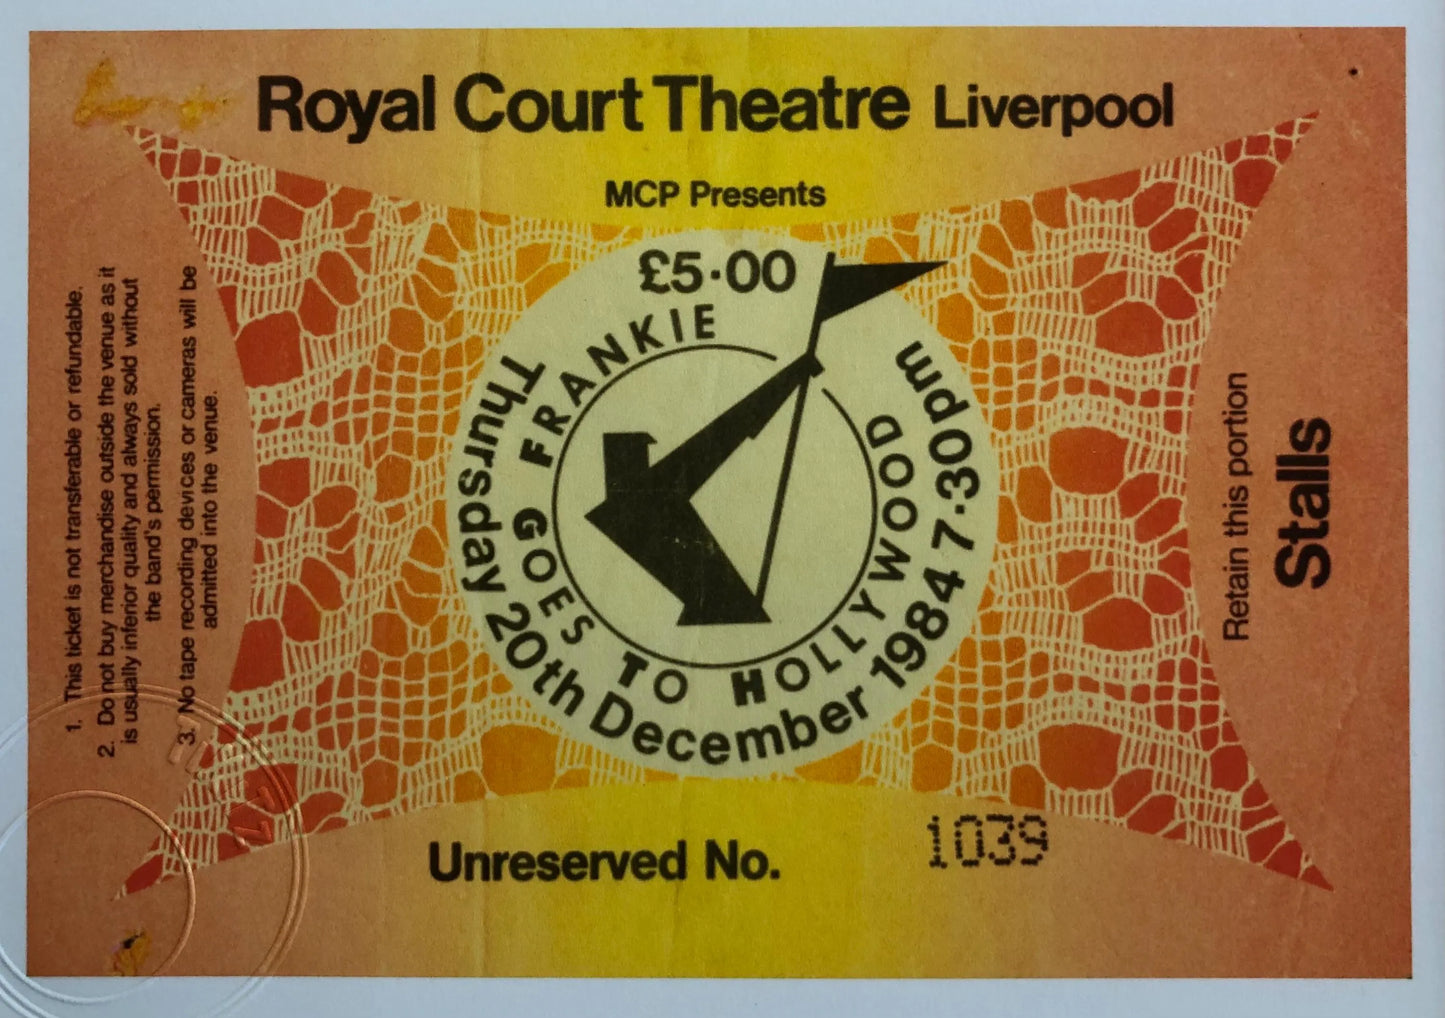 Royal Court Theatre Liverpool
MCP Presents
£5·00
FRANKIE GOES TO HOLLYWOOD
Thursday 20th December 1984 7·30pm
Unreserved No. 1039
1. This ticket is not transferable or refundable.
2. Do not buy merchandise outside the venue as it
is usually inferior quality and always sold without
the band's permission.
3. No tape recording devices or cameras will be
admitted into the venue.
Retain this portion
Stalls